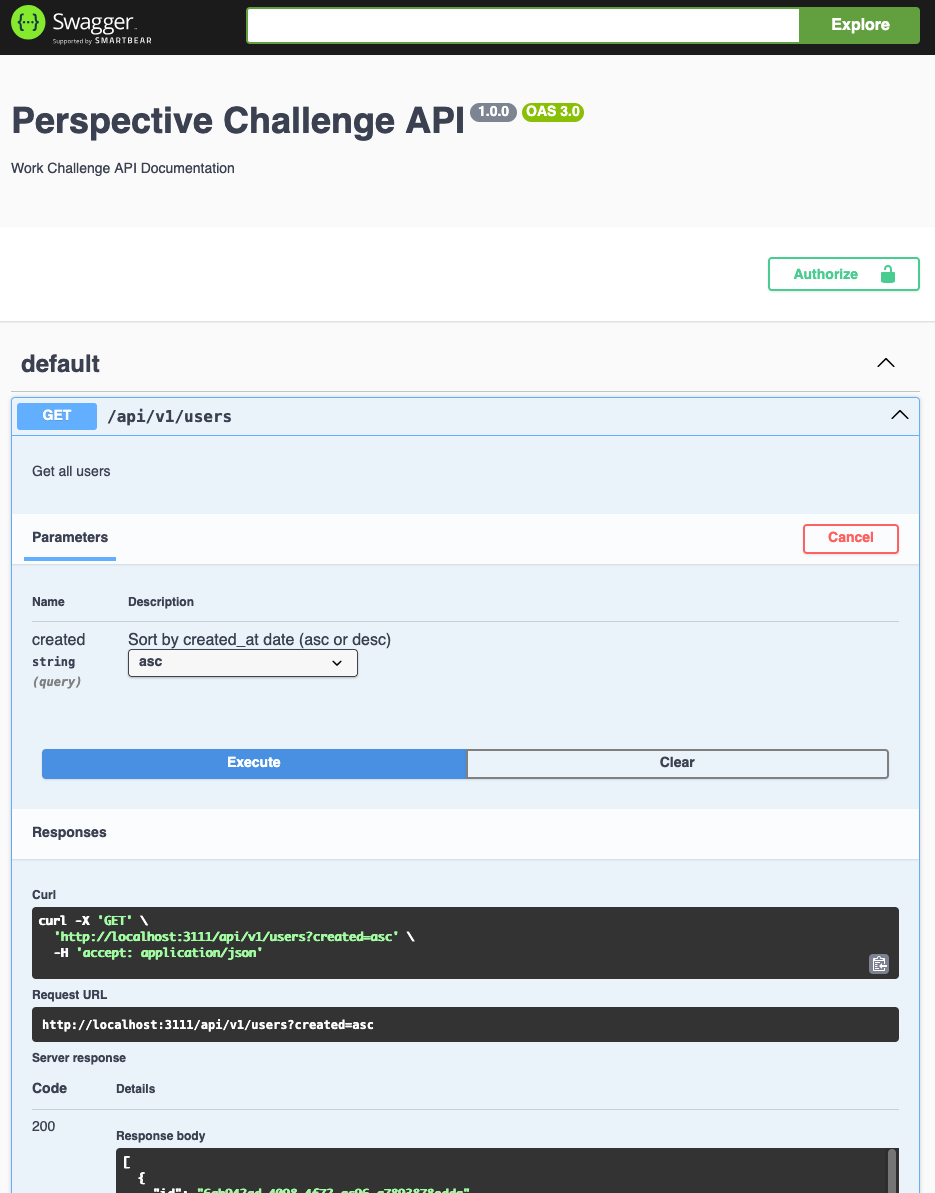 {···} Swagger.
Supported by SMARTBEAR
Explore
Perspective Challenge API 1.0.0 OAS 3.0
Work Challenge API Documentation
Authorize
default
GET /api/v1/users
Get all users
Parameters
Cancel
Name Description
created Sort by created_at date (asc or desc)
string asc
(query)
Execute Clear
Responses
Curl
curl -X 'GET' \
'http://localhost:3111/api/v1/users?created=asc' \
-H 'accept: application/json'
Request URL
http://localhost:3111/api/v1/users?created=asc
Server response
Code Details
200
Response body
[
{
"id":